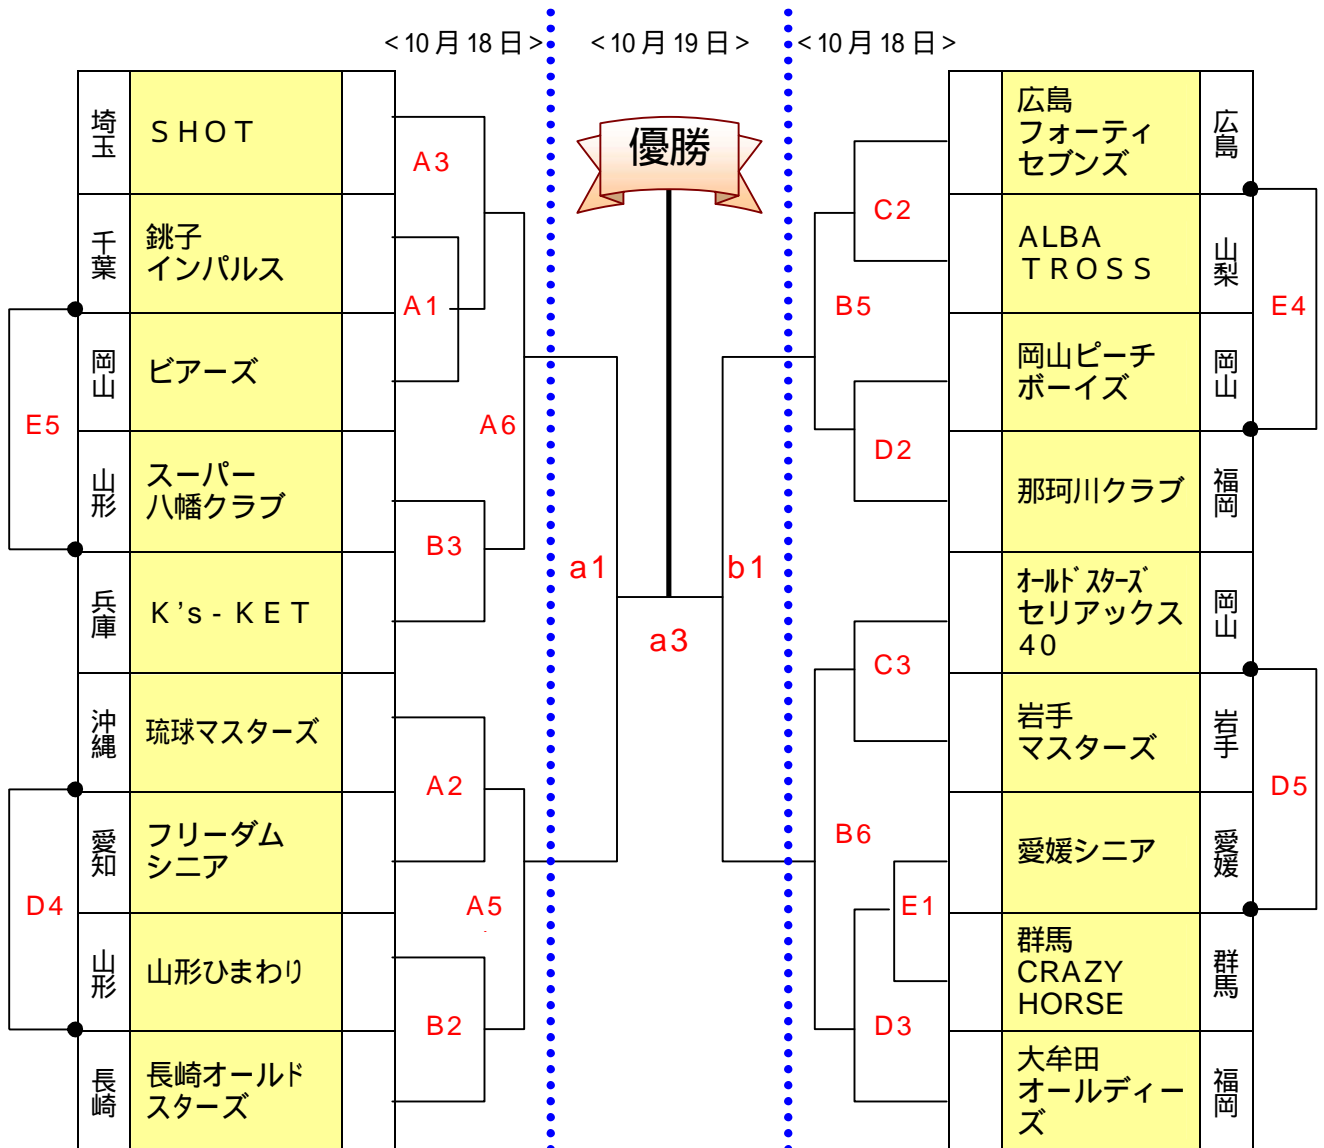 <10月18日>
<10月19日>
<10月18日>
優勝
埼玉
ＳＨＯＴ
千葉
銚子
インパルス
岡山
ビアーズ
山形
スーパー
八幡クラブ
兵庫
Ｋ’ｓ-ＫＥＴ
沖縄
琉球マスターズ
愛知
フリーダム
シニア
山形
山形ひまわり
長崎
長崎オールド
スターズ
A3
A1
A6
B3
A2
A5
B2
E5
D4
a1
b1
a3
広島
フォーティ
セブンズ
広島
ALBA
ＴＲＯＳＳ
山梨
岡山ピーチ
ボーイズ
岡山
那珂川クラブ
福岡
ｵｰﾙﾄﾞｽﾀｰｽﾞ
セリアックス
40
岡山
岩手
マスターズ
岩手
愛媛シニア
愛媛
群馬
CRAZY
HORSE
群馬
大牟田
オールディー
ズ
福岡
C2
B5
D2
C3
B6
E1
D3
E4
D5